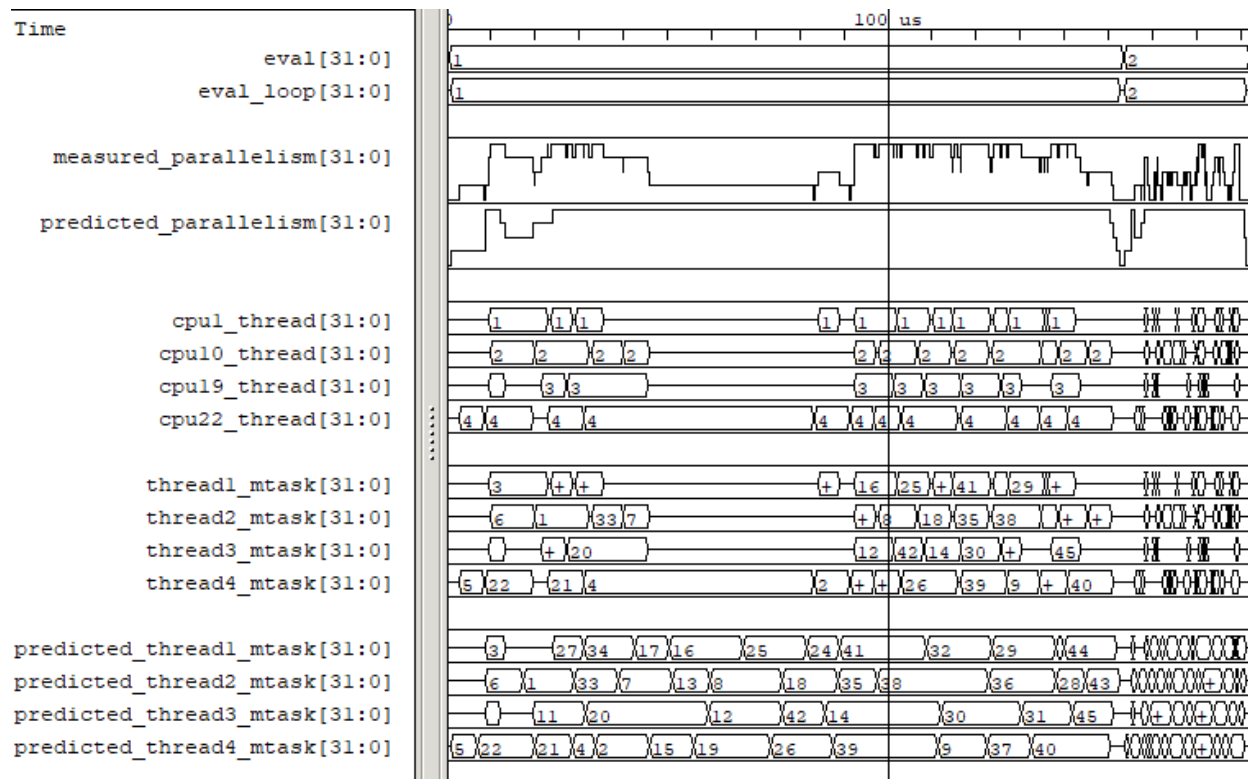 Time
100 us
eval[31:0] 1 2
eval_loop[31:0] 1 2
measured_parallelism[31:0]
predicted_parallelism[31:0]
cpu1_thread[31:0] 1 1 1 1 1 1 1 1 1 1
cpu10_thread[31:0] 2 2 2 2 2 2 2 2 2 2 2
cpu19_thread[31:0] 3 3 3 3 3 3 3 3
cpu22_thread[31:0] 4 4 4 4 4 4 4 4 4 4 4 4
thread1_mtask[31:0] 3 + + + 16 25 + 41 29 +
thread2_mtask[31:0] 6 1 33 7 + 8 18 35 38 + +
thread3_mtask[31:0] + 20 12 42 14 30 + 45
thread4_mtask[31:0] 5 22 21 4 2 + + 26 39 9 + 40
predicted_thread1_mtask[31:0] 3 27 34 17 16 25 24 41 32 29 44
predicted_thread2_mtask[31:0] 6 1 33 7 13 8 18 35 38 36 28 43 +
predicted_thread3_mtask[31:0] 11 20 12 42 14 30 31 45 +
predicted_thread4_mtask[31:0] 5 22 21 4 2 15 19 26 39 9 37 40 +